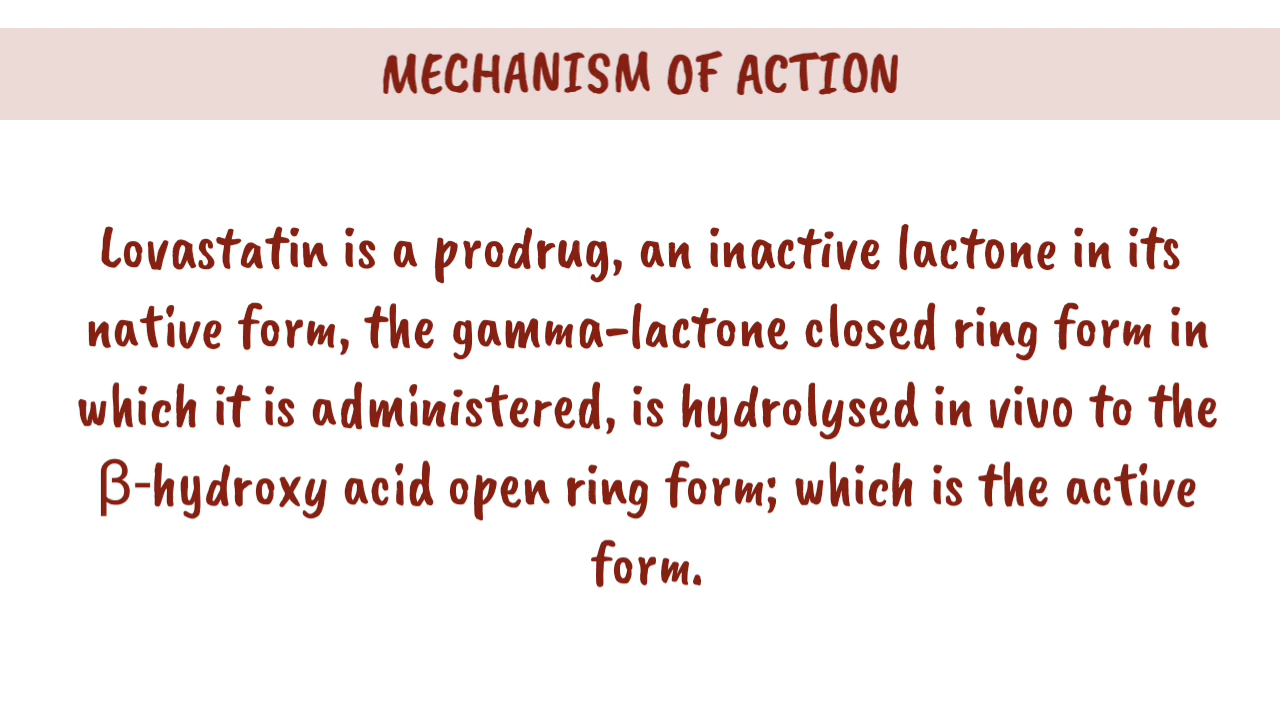 MECHANISM OF ACTION
Lovastatin is a prodrug, an inactive lactone in its
native form, the gamma-lactone closed ring form in
which it is administered, is hydrolysed in vivo to the
β-hydroxy acid open ring form; which is the active
form.